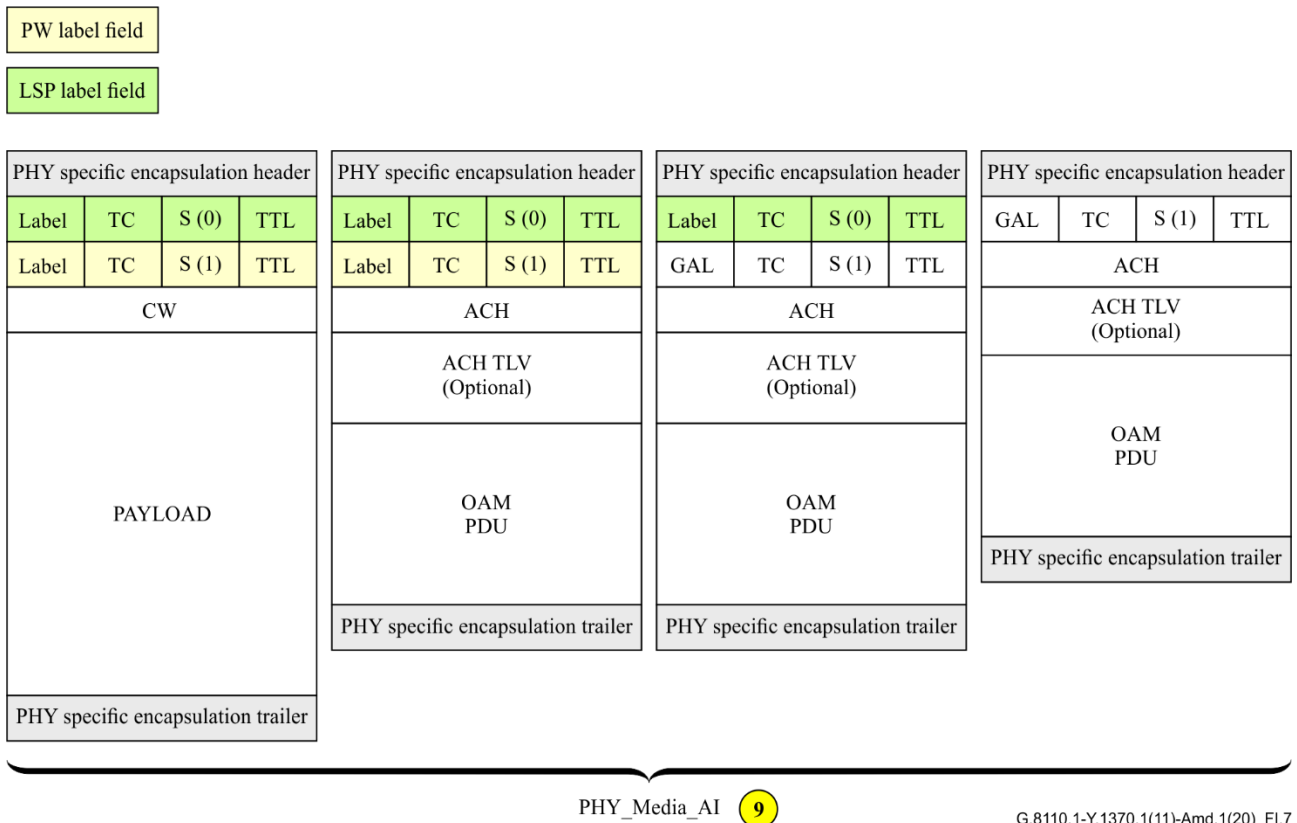 PW label field
LSP label field
PHY specific encapsulation header
Label TC S (0) TTL
Label TC S (1) TTL
CW
PAYLOAD
PHY specific encapsulation trailer
PHY specific encapsulation header
Label TC S (0) TTL
Label TC S (1) TTL
ACH
ACH TLV
(Optional)
OAM
PDU
PHY specific encapsulation trailer
PHY specific encapsulation header
Label TC S (0) TTL
GAL TC S (1) TTL
ACH
ACH TLV
(Optional)
OAM
PDU
PHY specific encapsulation trailer
PHY specific encapsulation header
GAL TC S (1) TTL
ACH
ACH TLV
(Optional)
OAM
PDU
PHY specific encapsulation trailer
PHY_Media_AI 9
G.8110.1-Y.1370.1(11)-Amd.1(20)_FI.7